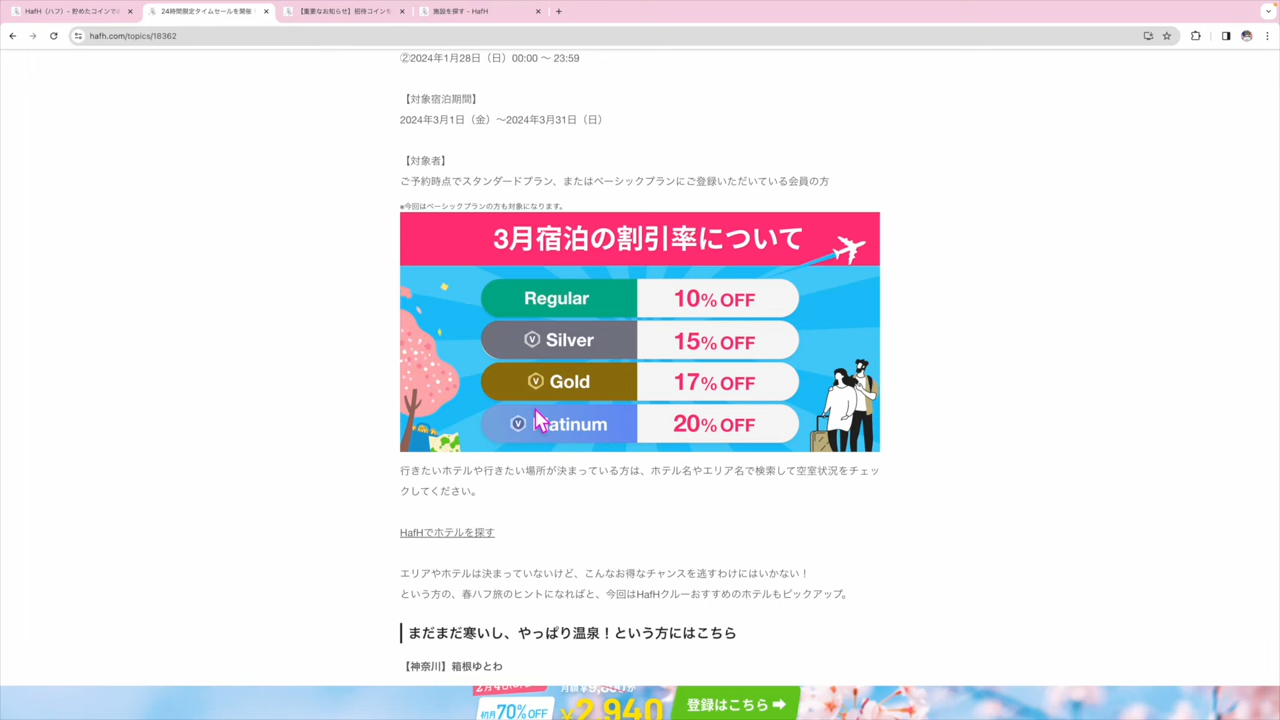 HafH（ハフ）- 貯めたコインで
24時間限定タイムセールを開催
【重要なお知らせ】招待コイン
施設を探す - HafH
hafh.com/topics/18362
②2024年1月28日（日）00:00 〜 23:59
【対象宿泊期間】
2024年3月1日（金）〜2024年3月31日（日）
【対象者】
ご予約時点でスタンダードプラン、またはベーシックプランにご登録いただいている会員の方
※今回はベーシックプランの方も対象になります。
3月宿泊の割引率について
Regular 10% OFF
Silver 15% OFF
Gold 17% OFF
Platinum 20% OFF
行きたいホテルや行きたい場所が決まっている方は、ホテル名やエリア名で検索して空室状況をチェッ
クしてください。
HafHでホテルを探す
エリアやホテルは決まっていないけど、こんなお得なチャンスを逃すわけにはいかない！
という方の、春ハフ旅のヒントになればと、今回はHafHクルーおすすめのホテルもピックアップ。
まだまだ寒いし、やっぱり温泉！という方にはこちら
【神奈川】箱根ゆとわ
初月70%OFF
¥2,940
登録はこちら